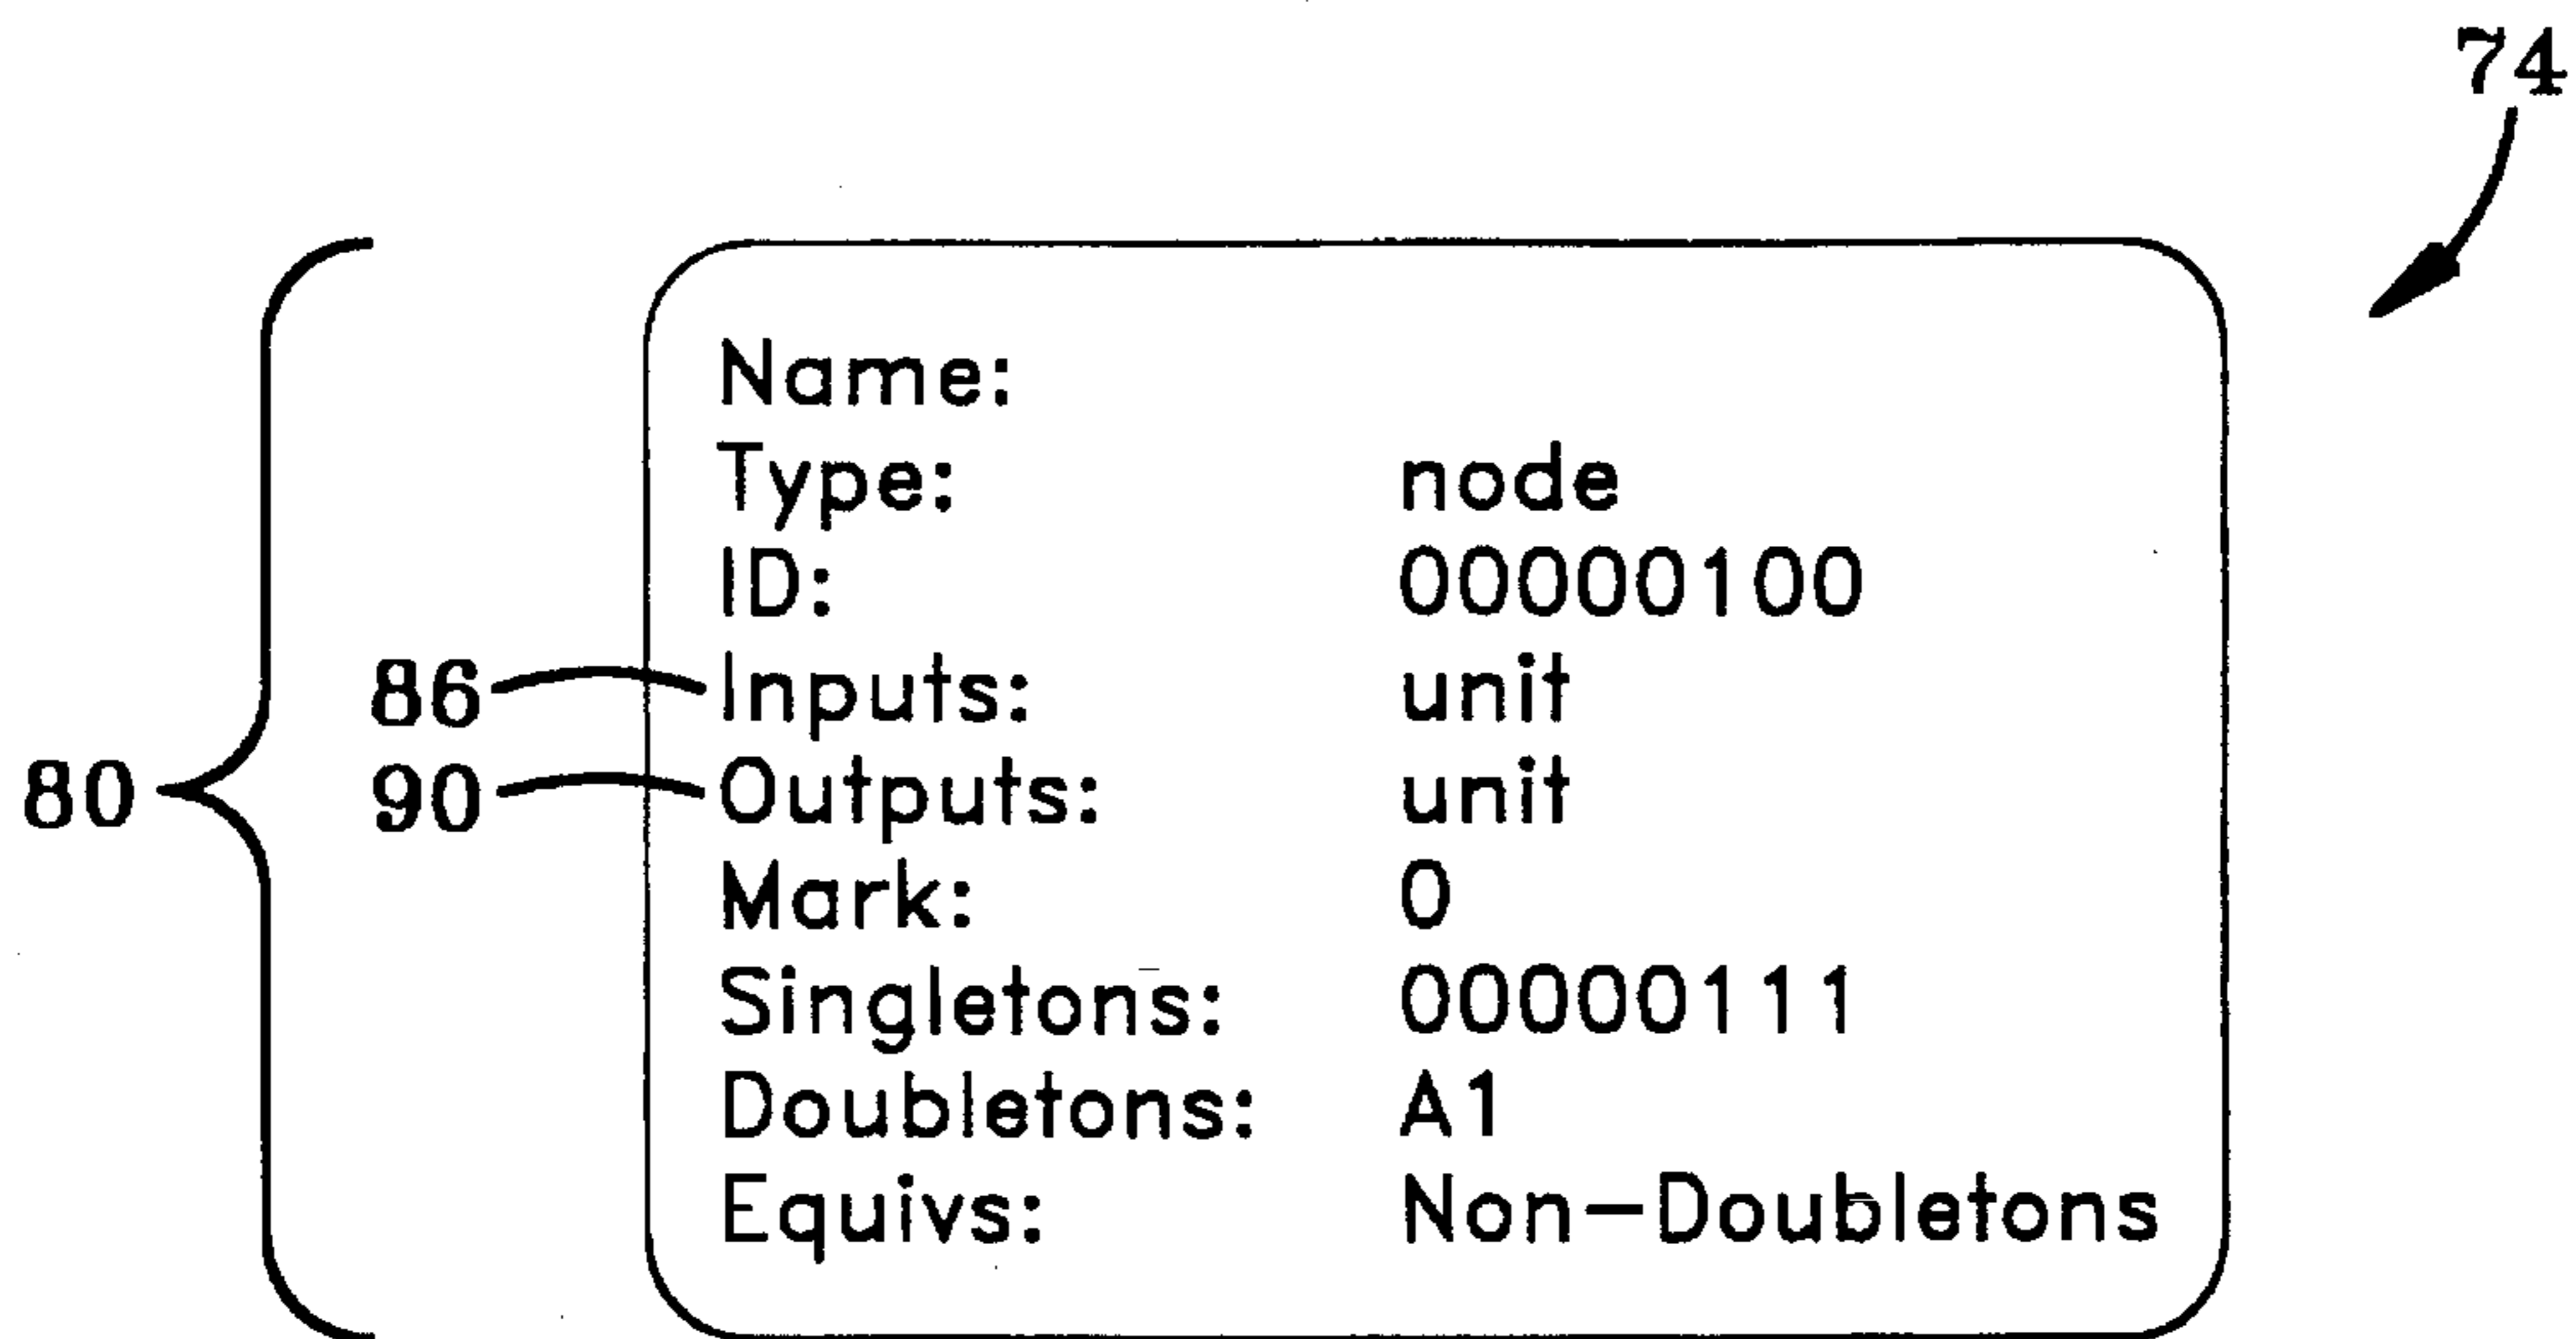 74
Name:
Type: node
ID: 00000100
86 Inputs: unit
80
90 Outputs: unit
Mark: 0
Singletons: 00000111
Doubletons: A1
Equivs: Non-Doubletons